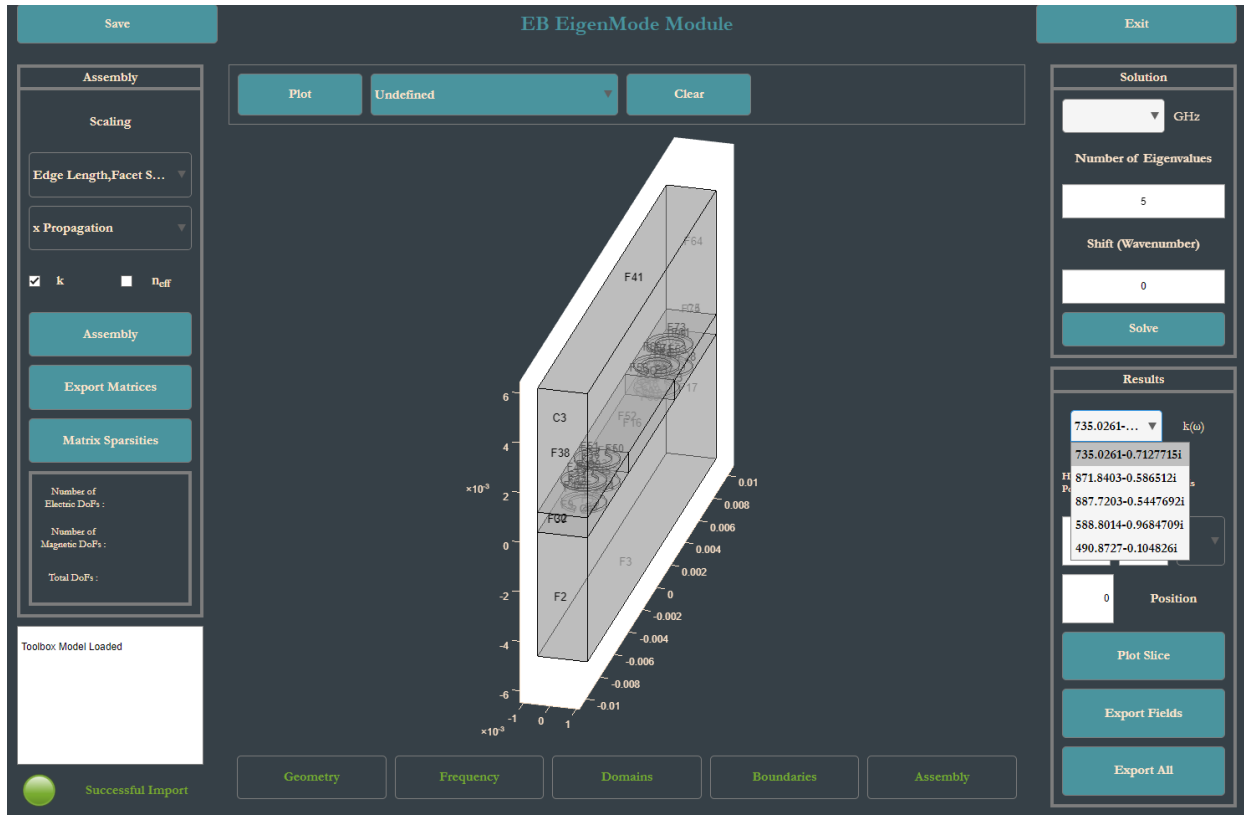 Save
EB EigenMode Module
Exit
Assembly
Scaling
Edge Length,Facet S...
x Propagation
k
n_eff
Assembly
Export Matrices
Matrix Sparsities
Number of
Electric DoFs :
Number of
Magnetic DoFs :
Total DoFs :
Toolbox Model Loaded
Successful Import
Plot
Undefined
Clear
F64
F41
F73
F17
C3
F52
F16
F38
F50
F3
F2
6
4
×10⁻³
2
0
-2
-4
-6
×10⁻³
-1
0
1
0.01
0.008
0.006
0.004
0.002
0
-0.002
-0.004
-0.006
-0.008
-0.01
Geometry
Frequency
Domains
Boundaries
Assembly
Solution
GHz
Number of Eigenvalues
5
Shift (Wavenumber)
0
Solve
Results
735.0261-...
k(ω)
735.0261-0.7127715i
871.8403-0.586512i
887.7203-0.5447692i
588.8014-0.9684709i
490.8727-0.104826i
0
Position
Plot Slice
Export Fields
Export All